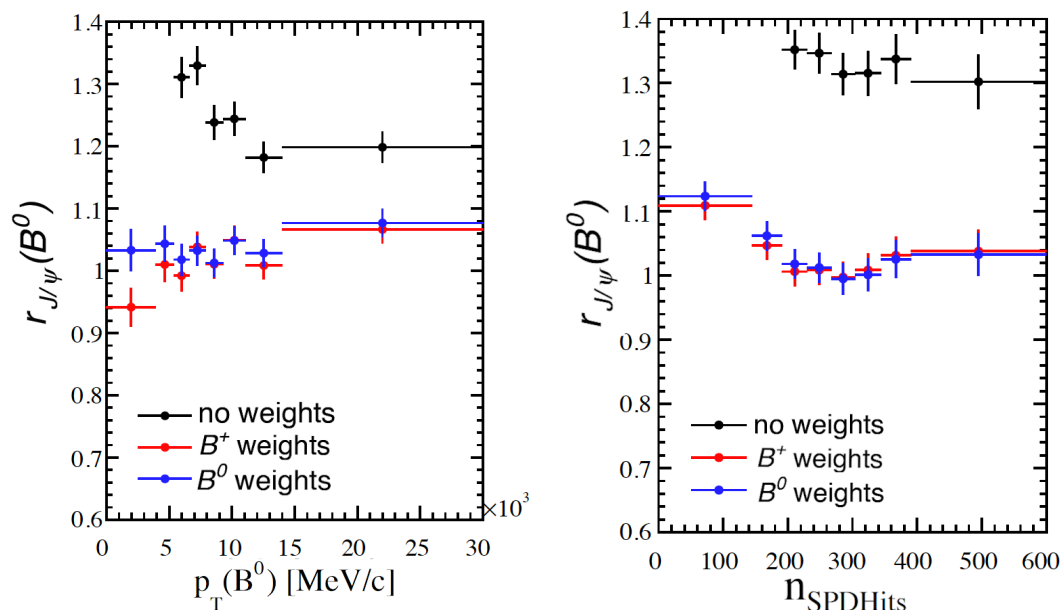 1.4
1.3
1.2
1.1
1
0.9
0.8
0.7
0.6
r_{J/ψ}(B^0)
no weights
B^+ weights
B^0 weights
×10^3
0 5 10 15 20 25 30
p_T(B^0) [MeV/c]
1.4
1.3
1.2
1.1
1.0
0.9
0.8
0.7
0.6
r_{J/ψ}(B^0)
no weights
B^+ weights
B^0 weights
0 100 200 300 400 500 600
n_{SPDHits}